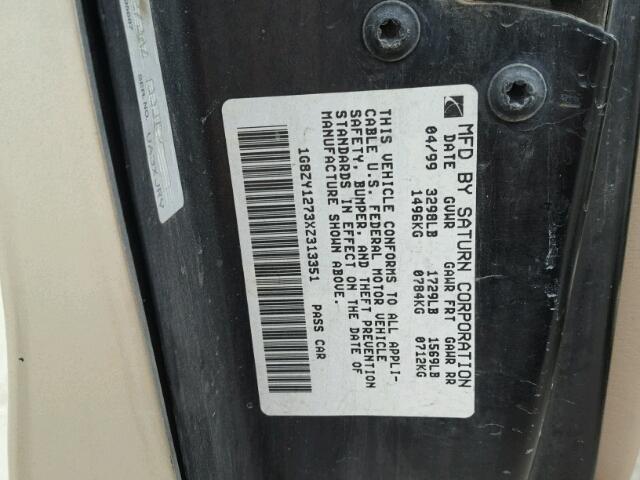 MFD BY SATURN CORPORATION
DATE GVWR GAWR FRT GAWR RR
04/99 3298LB 1729LB 1569LB
1496KG 0784KG 0712KG
THIS VEHICLE CONFORMS TO ALL APPLI-
CABLE U.S. FEDERAL MOTOR VEHICLE
SAFETY, BUMPER, AND THEFT PREVENTION
STANDARDS IN EFFECT ON THE DATE OF
MANUFACTURE SHOWN ABOVE.
1G8ZY1273XZ313351 PASS CAR
SER. NO.